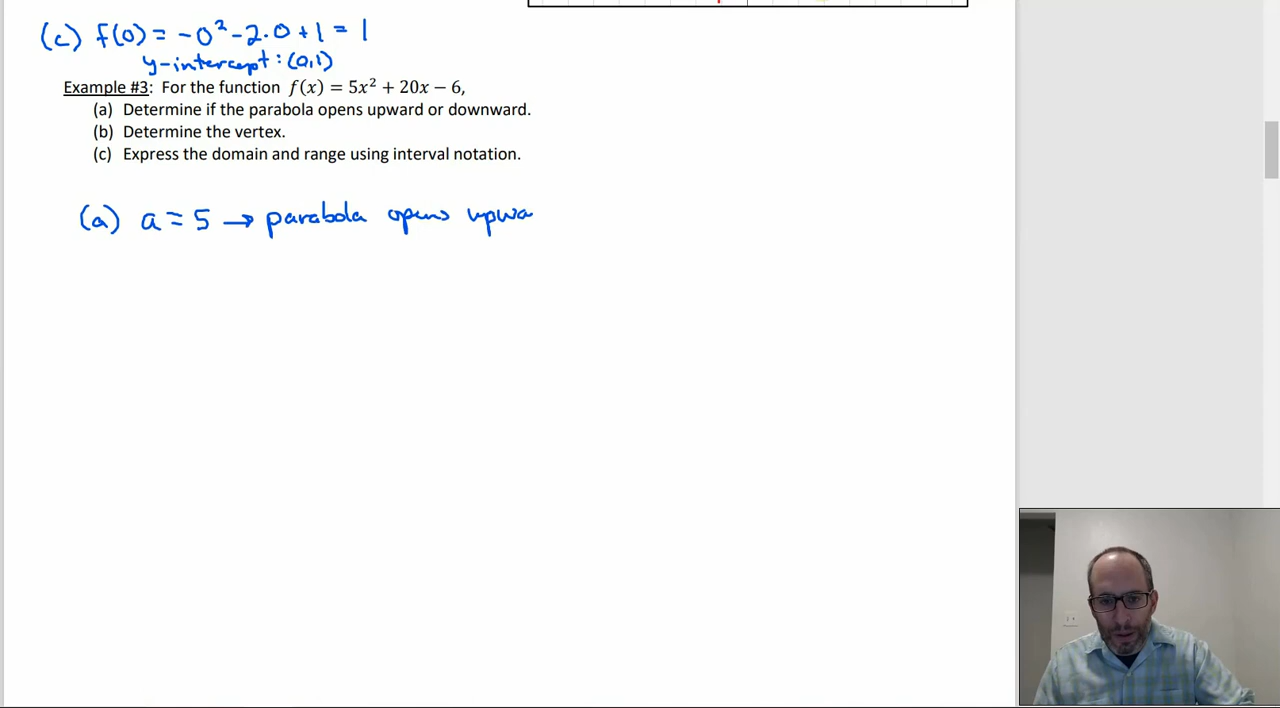 (c) f(0) = -0² - 2·0 + 1 = 1
y-intercept: (0,1)
Example #3: For the function f(x) = 5x² + 20x − 6,
(a) Determine if the parabola opens upward or downward.
(b) Determine the vertex.
(c) Express the domain and range using interval notation.
(a) a = 5 → parabola opens upwa